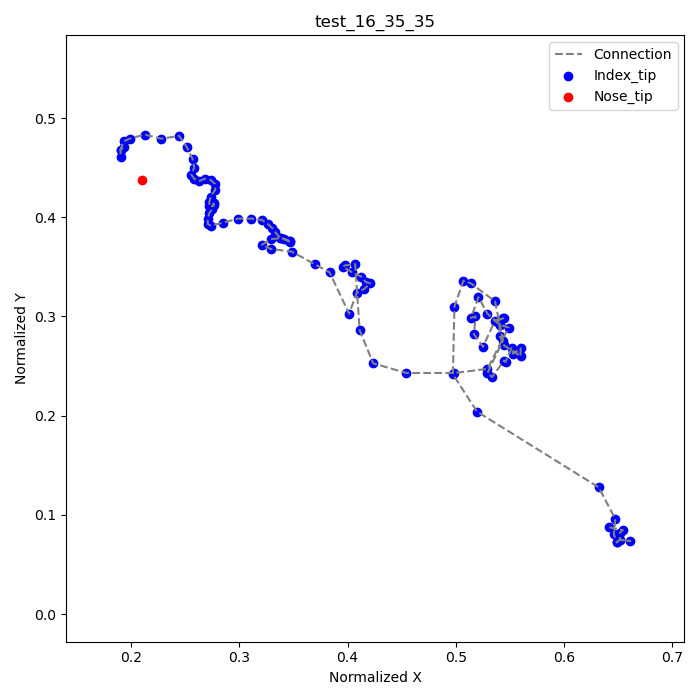 test_16_35_35
Connection
Index_tip
Nose_tip
Normalized Y
0.5
0.4
0.3
0.2
0.1
0.0
0.2 0.3 0.4 0.5 0.6 0.7
Normalized X